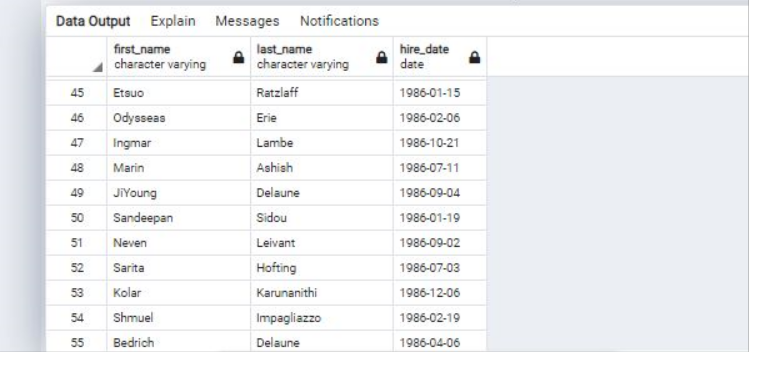 Data Output Explain Messages Notifications
first_name last_name hire_date
character varying character varying date
45 Etsuo Ratzlaff 1986-01-15
46 Odysseas Erie 1986-02-06
47 Ingmar Lambe 1986-10-21
48 Marin Ashish 1986-07-11
49 JiYoung Delaune 1986-09-04
50 Sandeepan Sidou 1986-01-19
51 Neven Leivant 1986-09-02
52 Sarita Hofting 1986-07-03
53 Kolar Karunanithi 1986-12-06
54 Shmuel Impagliazzo 1986-02-19
55 Bedrich Delaune 1986-04-06